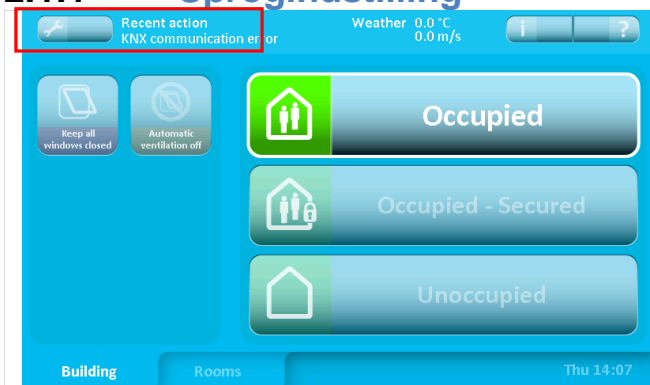 Sprogindstilling
Recent action
KNX communication error
Weather 0.0 °C
0.0 m/s
i
?
Keep all
windows closed
Automatic
ventilation off
Occupied
Occupied - Secured
Unoccupied
Building
Rooms
Thu 14:07